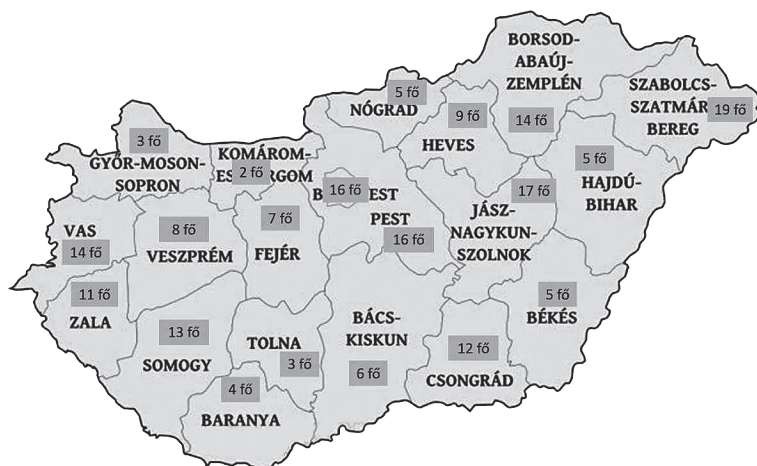 BORSOD-
ABAÚJ-
ZEMPLÉN
14 fő
SZABOLCS-
SZATMÁR
BEREG
19 fő
5 fő
NÓGRAD
9 fő
HEVES
3 fő
GYŐR-MOSON-
SOPRON
KOMÁROM-
2 fő
5 fő
HAJDÚ-
BIHAR
16 fő
PEST
16 fő
17 fő
JÁSZ-
NAGYKUN-
SZOLNOK
VAS
14 fő
8 fő
VESZPRÉM
7 fő
FEJÉR
11 fő
ZALA
13 fő
SOMOGY
TOLNA
3 fő
BÁCS-
KISKUN
6 fő
5 fő
BÉKÉS
12 fő
CSONGRÁD
4 fő
BARANYA